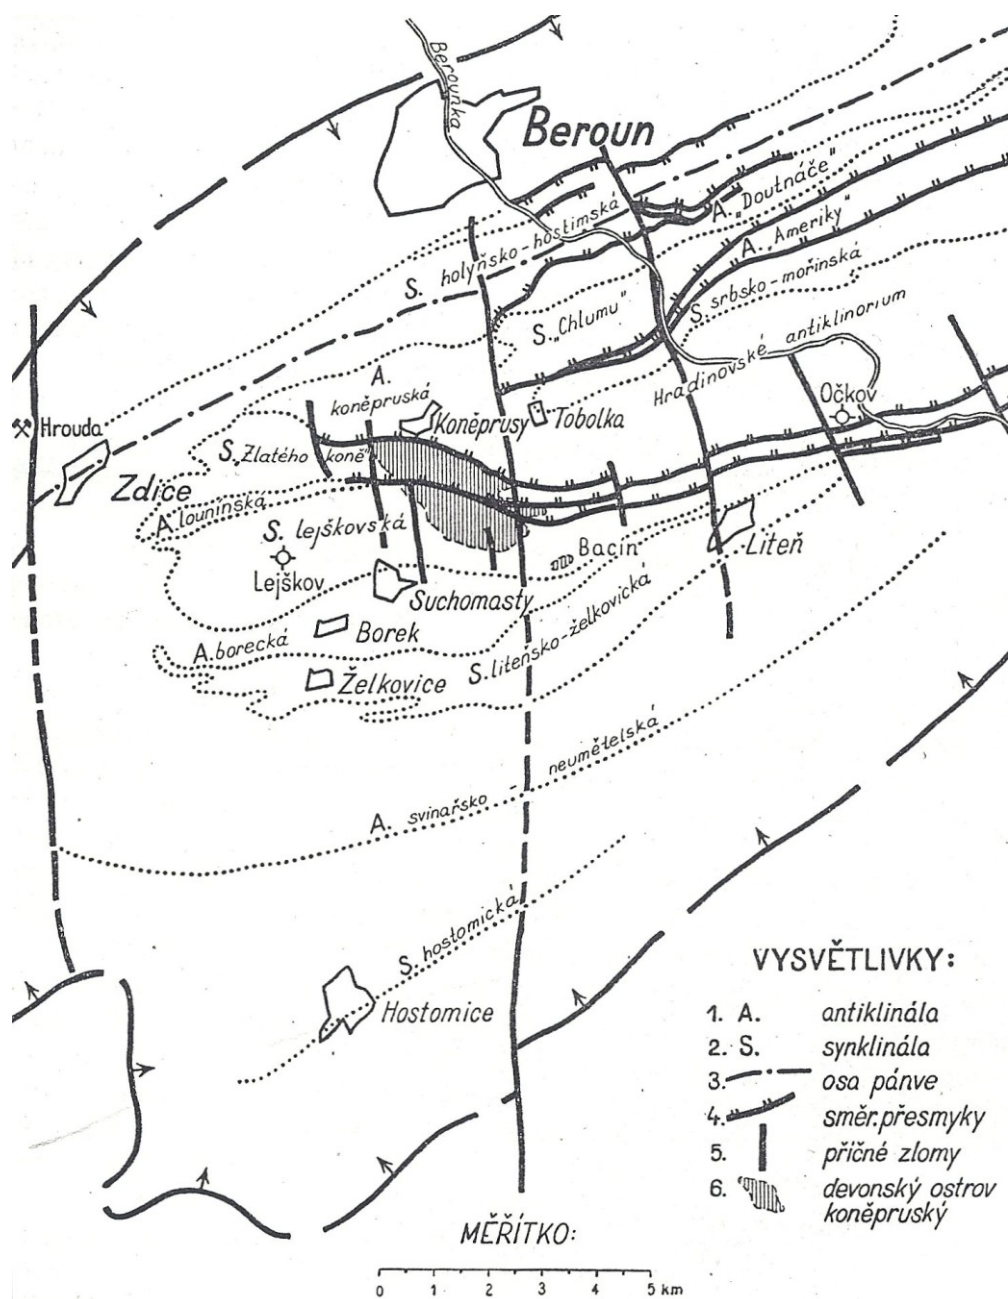 Berounka
Beroun
A. „Doutnáče"
S. holyňsko-hostimská
A. „Ameriky"
S. srbsko-mořinská
S. „Chlumu"
Hradinovské antiklinorium
A.
koněpruská
Koněprusy
Tobolka
Očkov
Hrouda
S. „Zlatého koně"
Zdice
A. lounínská
S. lejškovská
Lejškov
Bacín
Liteň
Suchomasty
Borek
A. borecká
S. liteňsko-želkovická
Želkovice
A. svinařsko-neumětelská
S. hostomická
Hostomice
VYSVĚTLIVKY:
1. A. antiklinála
2. S. synklinála
3. osa pánve
4. směr. přesmyky
5. příčné zlomy
6. devonský ostrov
koněpruský
MĚŘÍTKO:
0 1 2 3 4 5 km